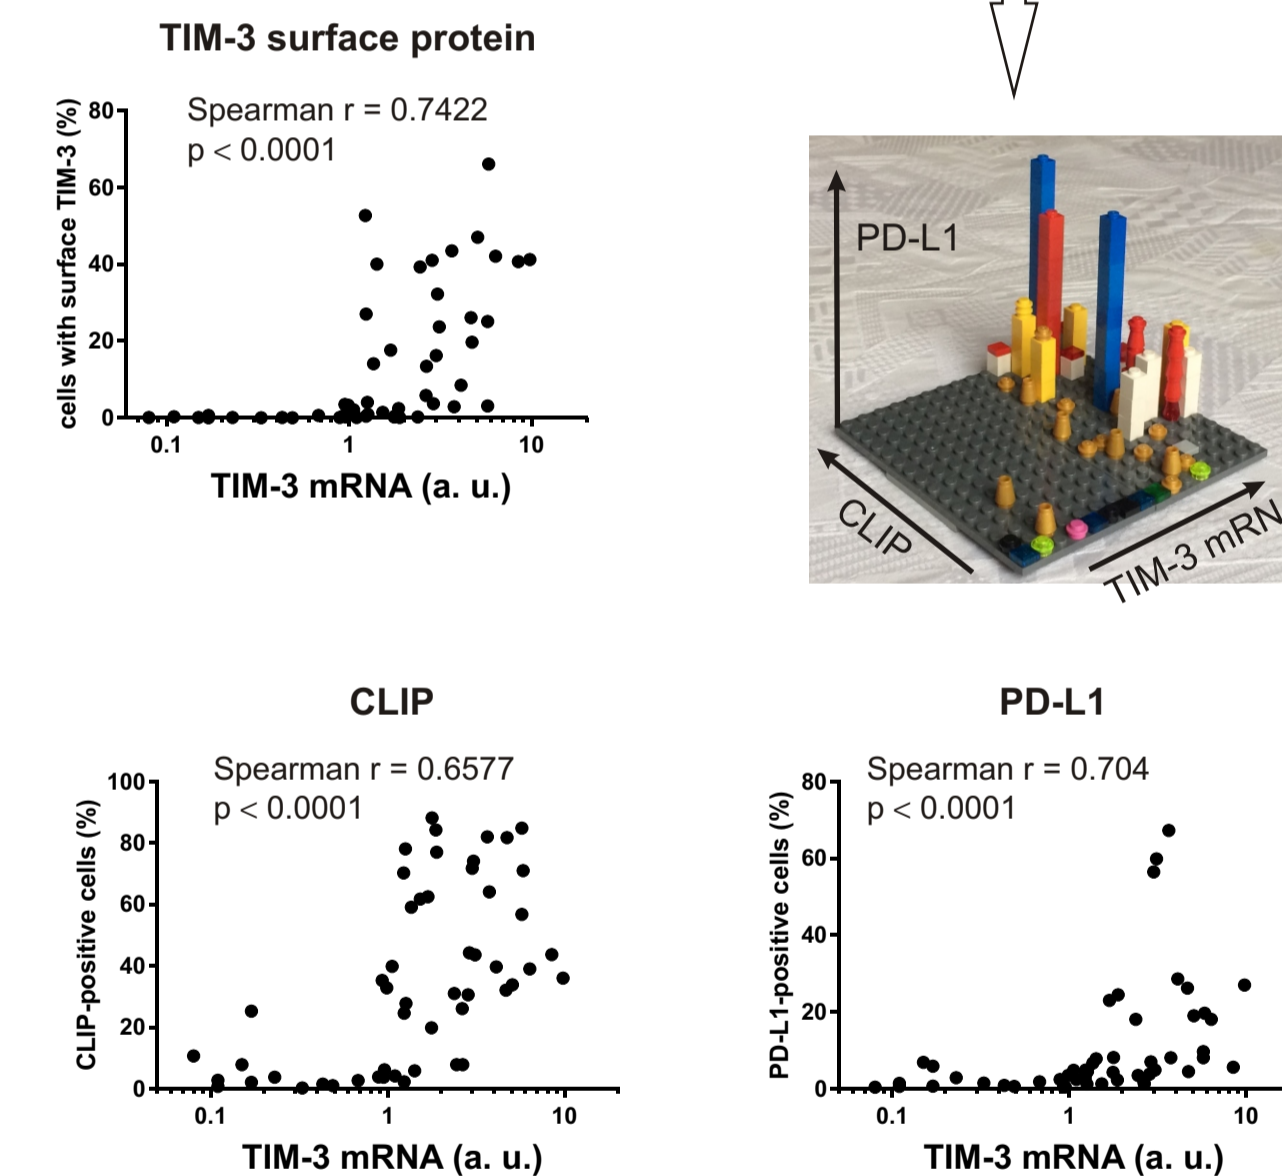 TIM-3 surface protein
Spearman r = 0.7422
p < 0.0001
cells with surface TIM-3 (%)
80
60
40
20
0
0.1
1
10
TIM-3 mRNA (a. u.)
PD-L1
CLIP
TIM-3 mRN
CLIP
Spearman r = 0.6577
p < 0.0001
CLIP-positive cells (%)
100
80
60
40
20
0
0.1
1
10
TIM-3 mRNA (a. u.)
PD-L1
Spearman r = 0.704
p < 0.0001
PD-L1-positive cells (%)
80
60
40
20
0
0.1
1
10
TIM-3 mRNA (a. u.)